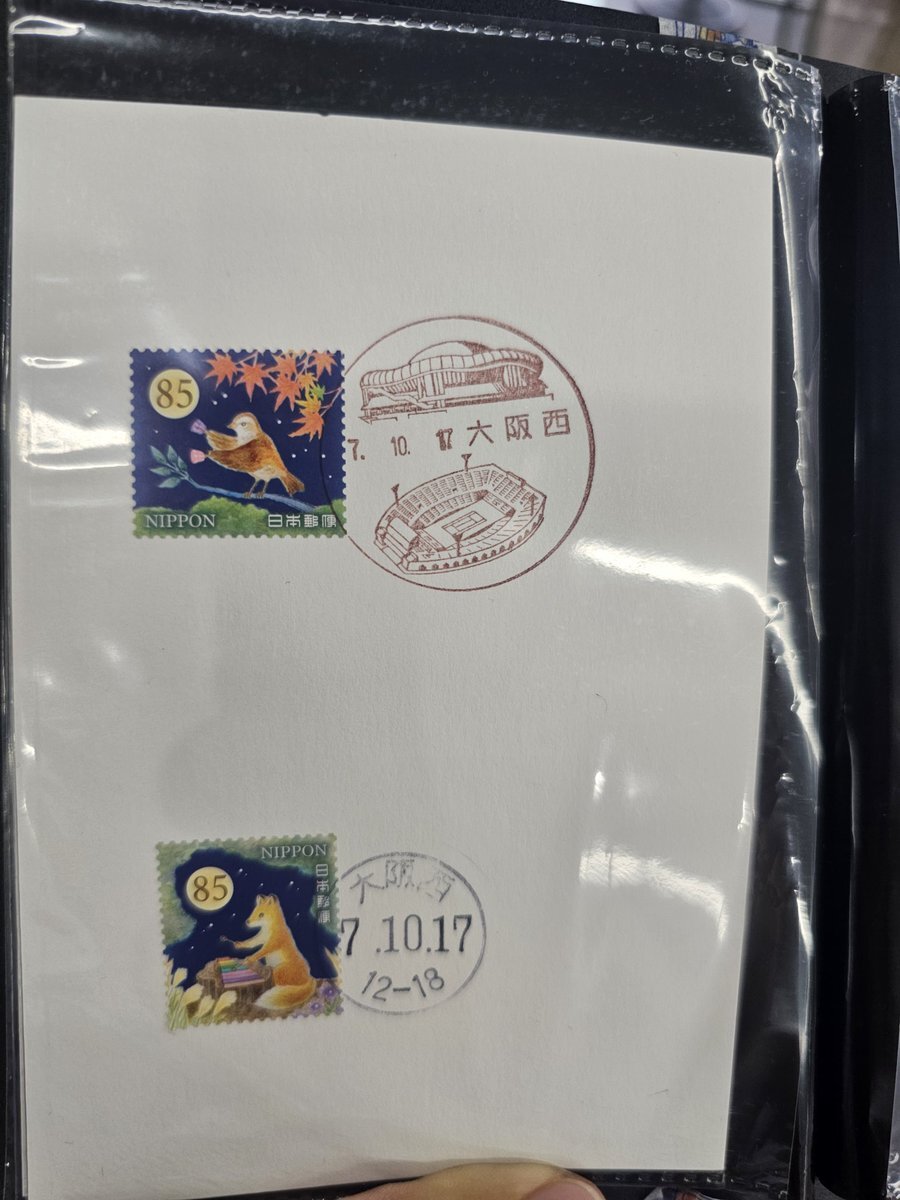 85
NIPPON 日本郵便
7. 10. 17 大阪西
NIPPON
日本郵便
85
大阪西
7.10.17
12-18